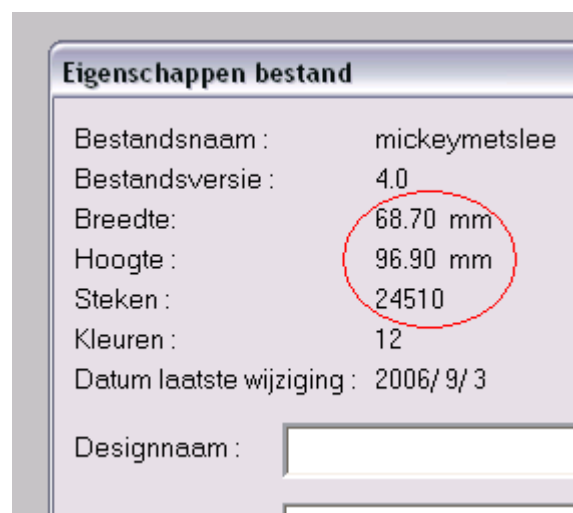 Eigenschappen bestand
Bestandsnaam : mickeymetslee
Bestandsversie : 4.0
Breedte: 68.70 mm
Hoogte : 96.90 mm
Steken : 24510
Kleuren : 12
Datum laatste wijziging : 2006/ 9/ 3
Designnaam :